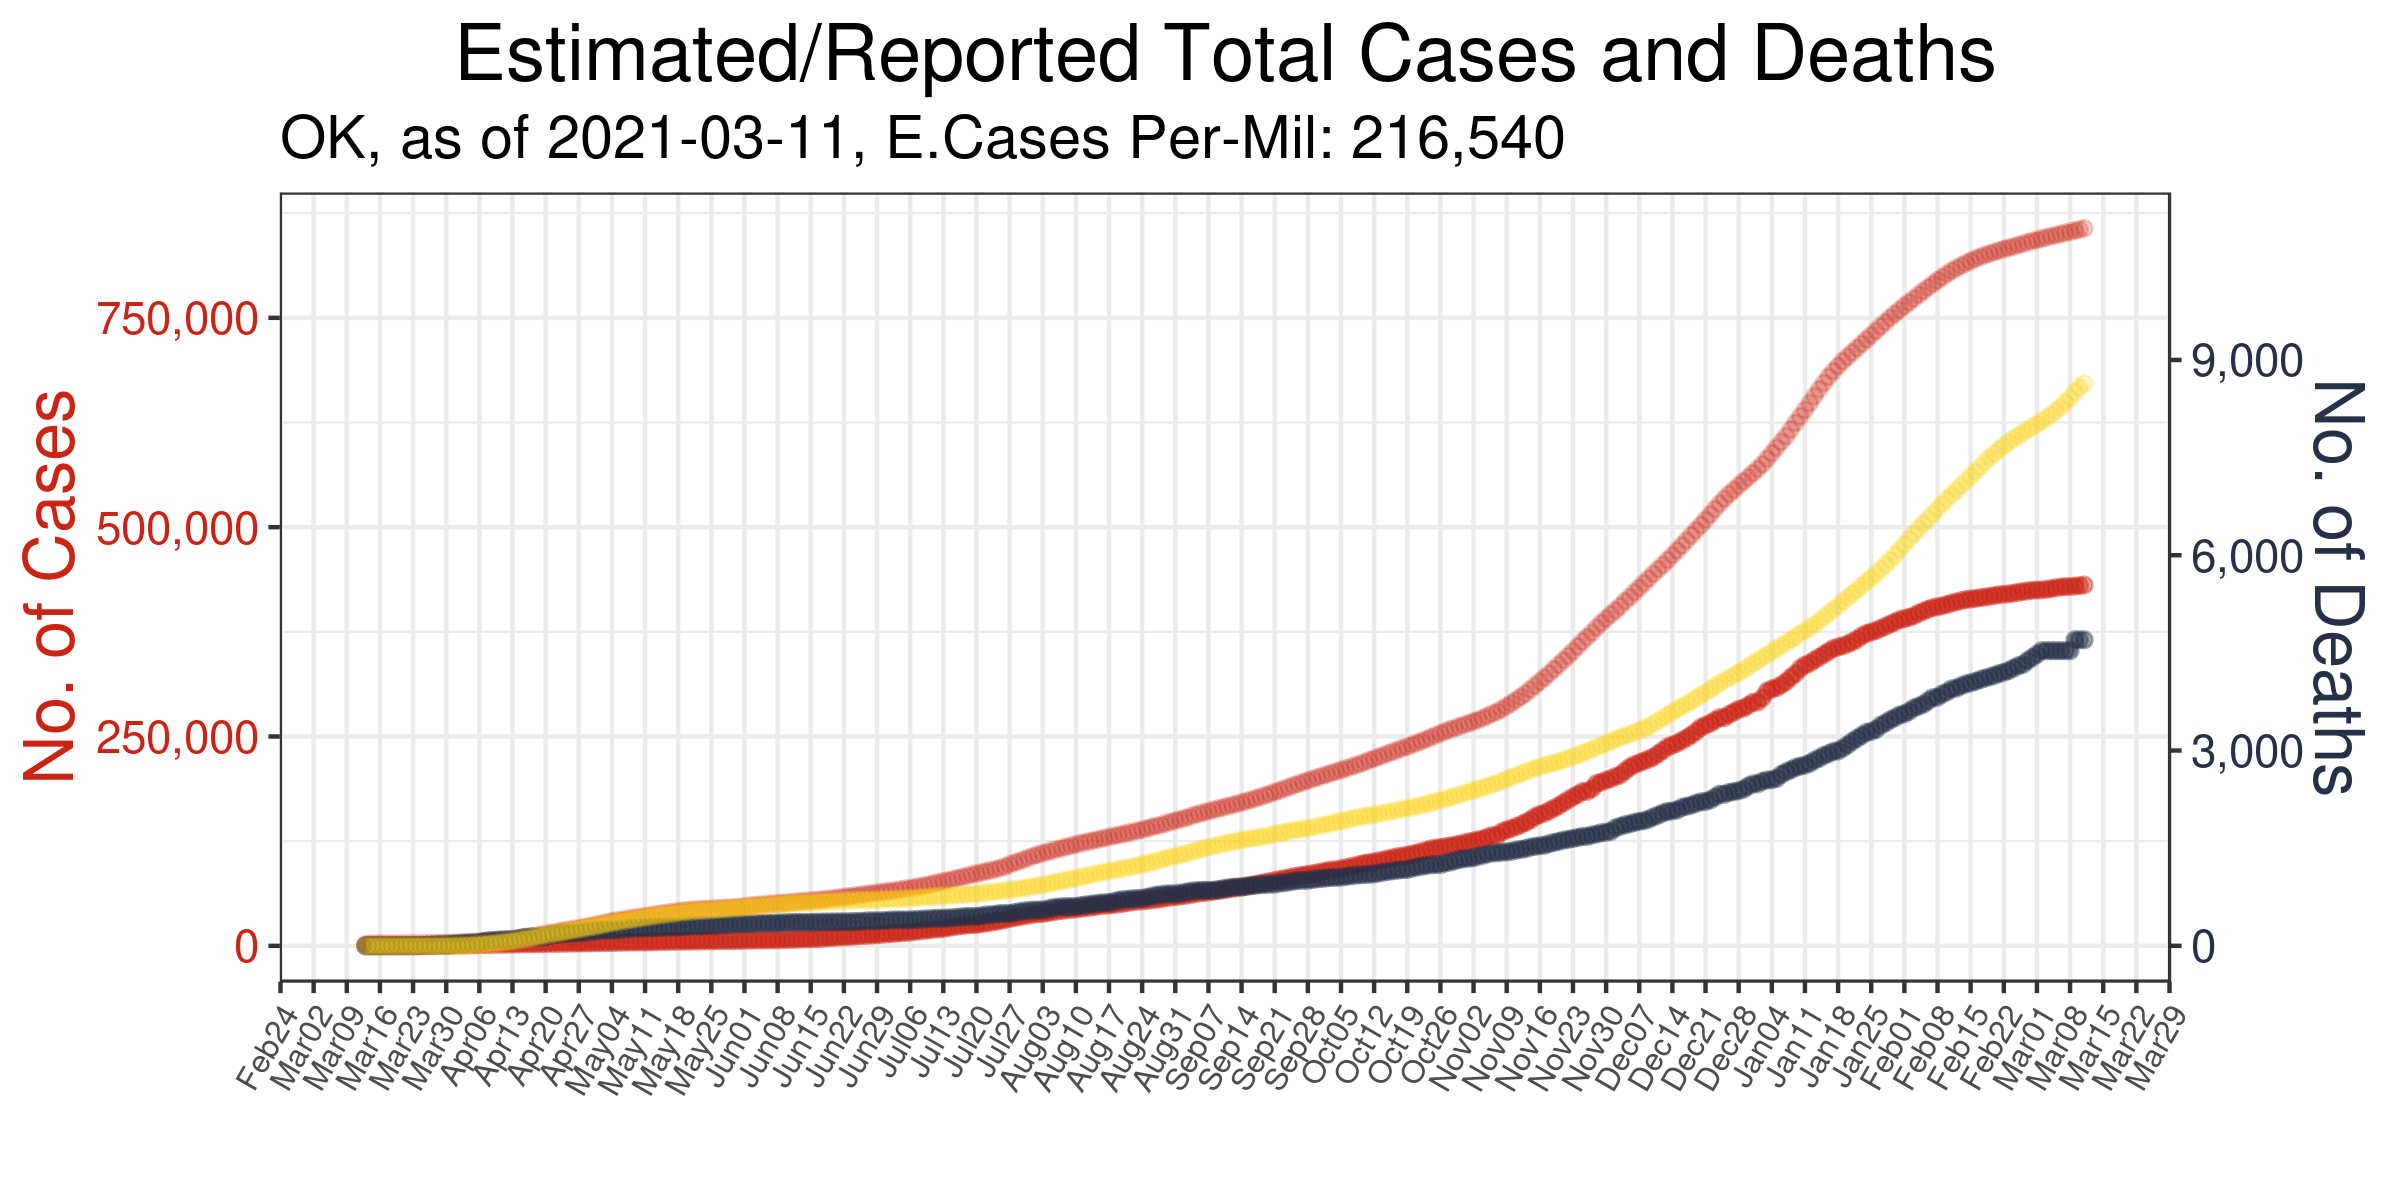 Estimated/Reported Total Cases and Deaths
OK, as of 2021-03-11, E.Cases Per-Mil: 216,540
No. of Cases
750,000
500,000
250,000
0
9,000
6,000
3,000
0
No. of Deaths
Feb24
Mar02
Mar09
Mar16
Mar23
Mar30
Apr06
Apr13
Apr20
Apr27
May04
May11
May18
May25
Jun01
Jun08
Jun15
Jun22
Jun29
Jul06
Jul13
Jul20
Jul27
Aug03
Aug10
Aug17
Aug24
Aug31
Sep07
Sep14
Sep21
Sep28
Oct05
Oct12
Oct19
Oct26
Nov02
Nov09
Nov16
Nov23
Nov30
Dec07
Dec14
Dec21
Dec28
Jan04
Jan11
Jan18
Jan25
Feb01
Feb08
Feb15
Feb22
Mar01
Mar08
Mar15
Mar22
Mar29